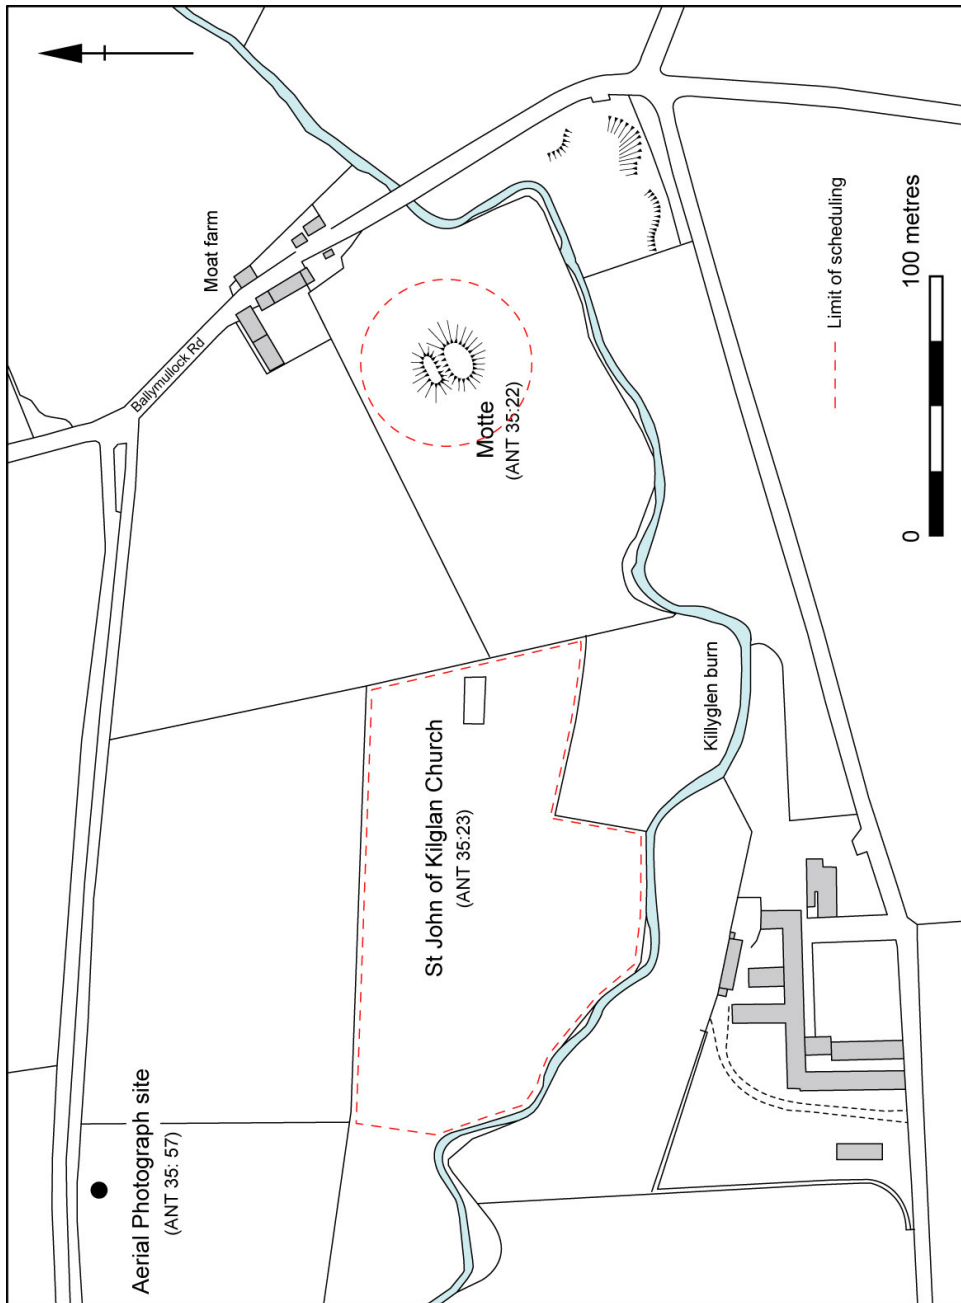 Aerial Photograph site
(ANT 35: 57)
St John of Kilglan Church
(ANT 35:23)
Ballymullock Rd
Moat farm
Motte
(ANT 35:22)
Killyglen burn
Limit of scheduling
0
100 metres